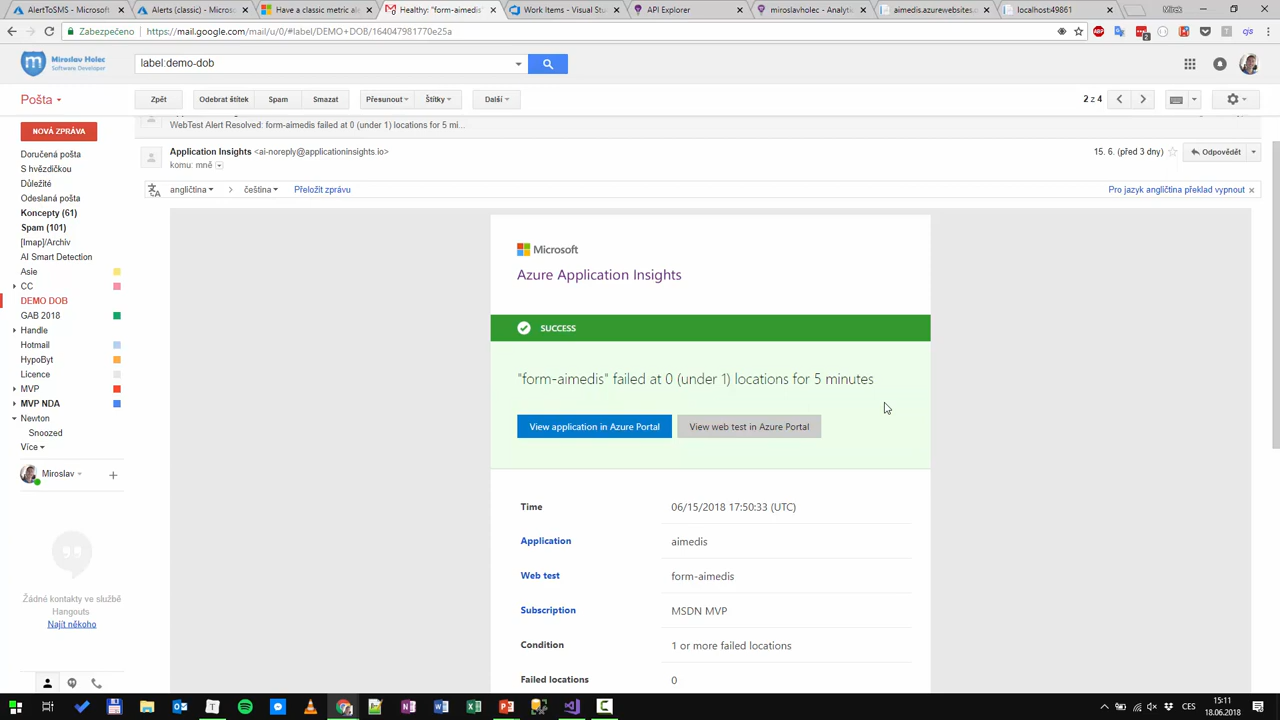 AlertToSMS - Microsoft
Alerts (classic) - Micros
Have a classic metric ale
Healthy: "form-aimedis"
Work Items - Visual Stu
API Explorer
miroslavholec - Analytic
aimedis.azurewebsites
localhost:49861
Mirek
Zabezpečeno
https://mail.google.com/mail/u/0/#label/DEMO+DOB/164047981770e25a
Miroslav Holec
Software Developer
label:demo-dob
Pošta
Zpět
Odebrat štítek
Spam
Smazat
Přesunout
Štítky
Další
2 z 4
NOVÁ ZPRÁVA
WebTest Alert Resolved: form-aimedis failed at 0 (under 1) locations for 5 mi...
Application Insights <ai-noreply@applicationinsights.io>
15. 6. (před 3 dny)
Odpovědět
komu: mně
angličtina
čeština
Přeložit zprávu
Pro jazyk angličtina překlad vypnout
Doručená pošta
S hvězdičkou
Důležité
Odeslaná pošta
Koncepty (61)
Spam (101)
[Imap]/Archiv
AI Smart Detection
Asie
CC
DEMO DOB
GAB 2018
Handle
Hotmail
HypoByt
Licence
MVP
MVP NDA
Newton
Snoozed
Více
Miroslav
Žádné kontakty ve službě
Hangouts
Najít někoho
Microsoft
Azure Application Insights
SUCCESS
"form-aimedis" failed at 0 (under 1) locations for 5 minutes
View application in Azure Portal
View web test in Azure Portal
Time
06/15/2018 17:50:33 (UTC)
Application
aimedis
Web test
form-aimedis
Subscription
MSDN MVP
Condition
1 or more failed locations
Failed locations
0
CES
15:11
18.06.2018